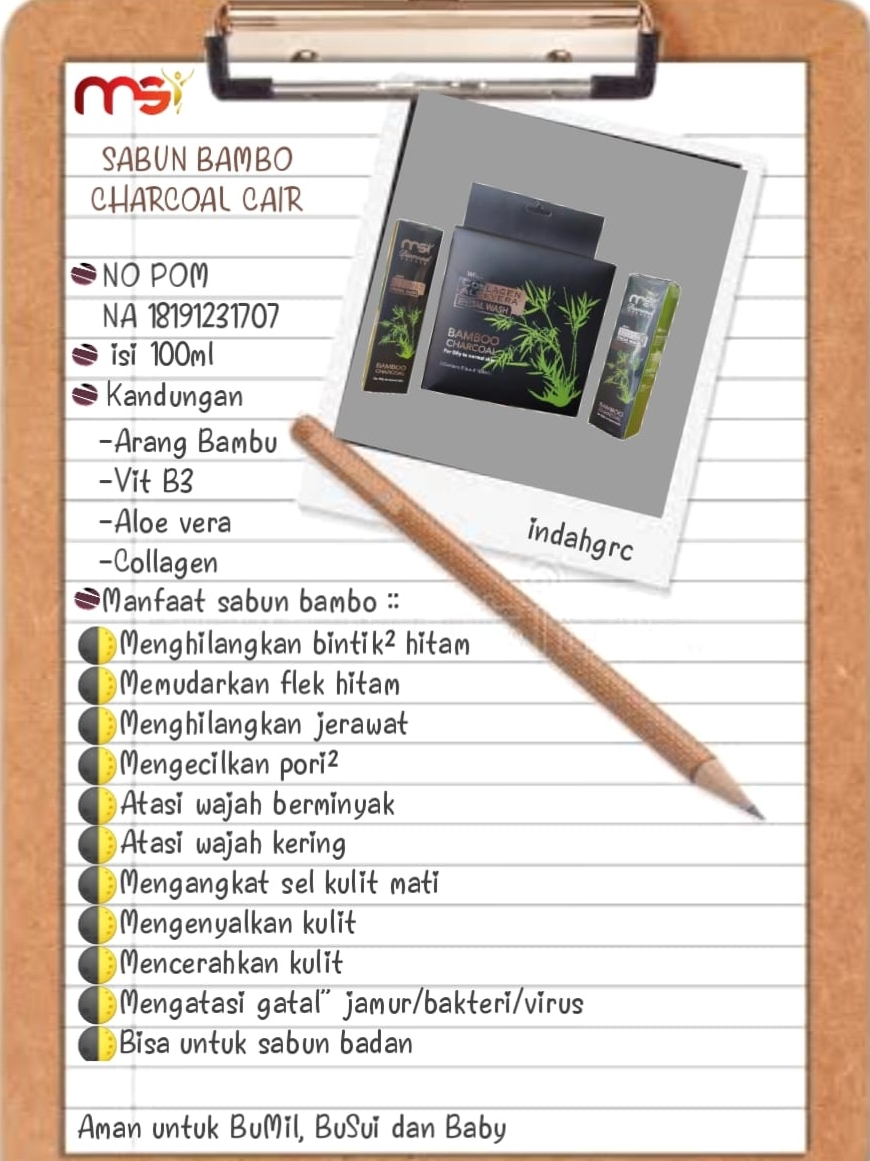 msi
SABUN BAMBO
CHARCOAL CAIR
NO POM
NA 18191231707
isi 100ml
Kandungan
-Arang Bambu
-Vit B3
-Aloe vera
-Collagen
Manfaat sabun bambo ::
Menghilangkan bintik² hitam
Memudarkan flek hitam
Menghilangkan jerawat
Mengecilkan pori²
Atasi wajah berminyak
Atasi wajah kering
Mengangkat sel kulit mati
Mengenyalkan kulit
Mencerahkan kulit
Mengatasi gatal” jamur/bakteri/virus
Bisa untuk sabun badan
Aman untuk BuMil, BuSui dan Baby
msi
BAMBOO
CHARCOAL
COLLAGEN
ALOEVERA
FACIAL WASH
BAMBOO
CHARCOAL
For Oily to normal skin
msi
BAMBOO
CHARCOAL
indahgrc